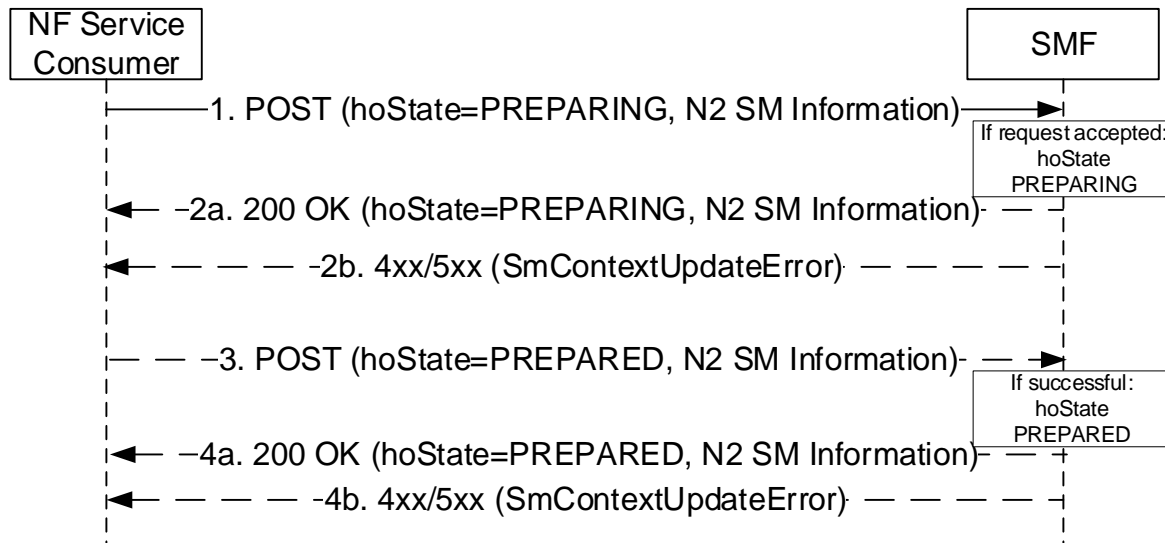 NF Service
Consumer
SMF
1. POST (hoState=PREPARING, N2 SM Information)
If request accepted:
hoState
PREPARING
2a. 200 OK (hoState=PREPARING, N2 SM Information)
2b. 4xx/5xx (SmContextUpdateError)
3. POST (hoState=PREPARED, N2 SM Information)
If successful:
hoState
PREPARED
4a. 200 OK (hoState=PREPARED, N2 SM Information)
4b. 4xx/5xx (SmContextUpdateError)